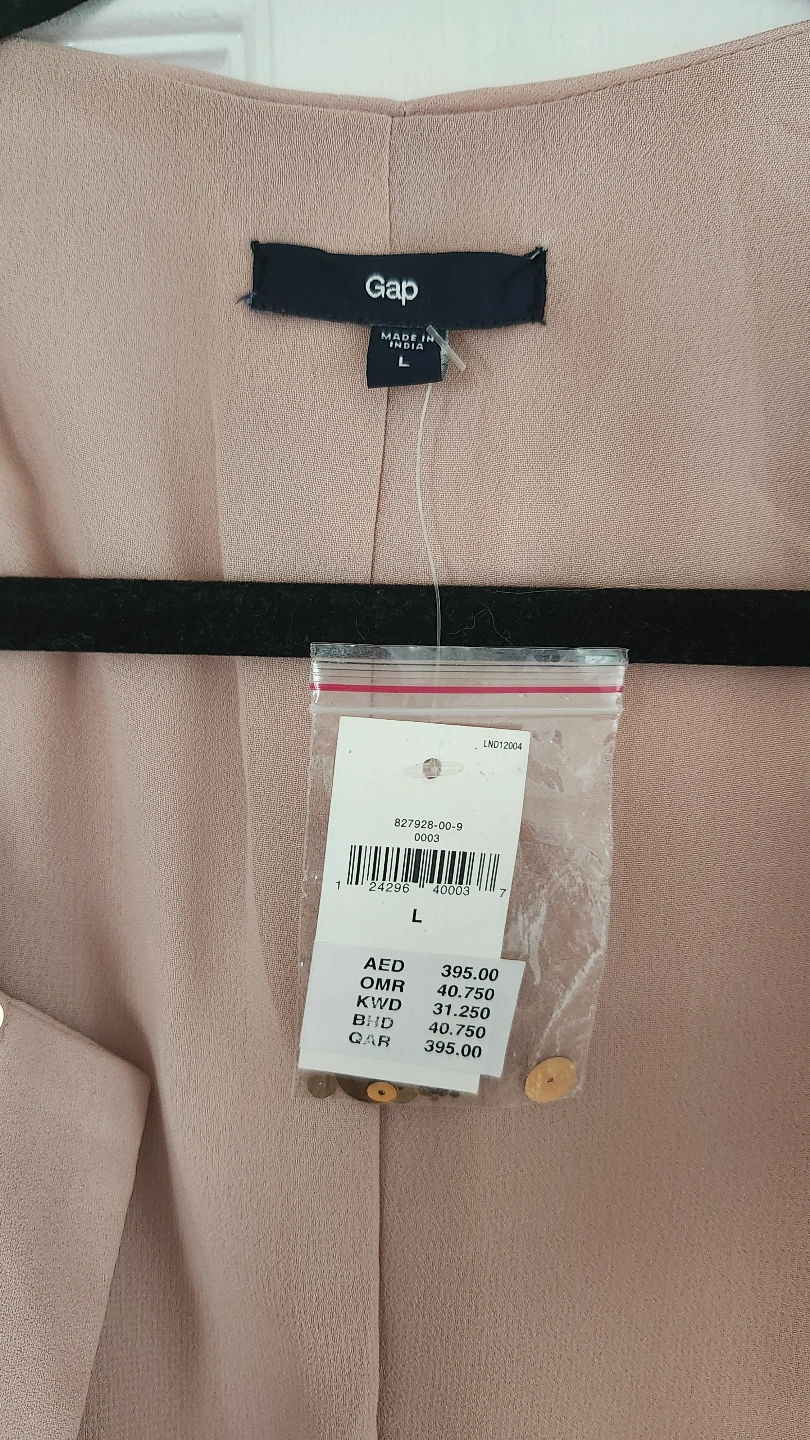 Gap
MADE IN
INDIA
L
LND12004
827928-00-9
0003
1 24296 40003 7
L
AED 395.00
OMR 40.750
KWD 31.250
BHD 40.750
QAR 395.00